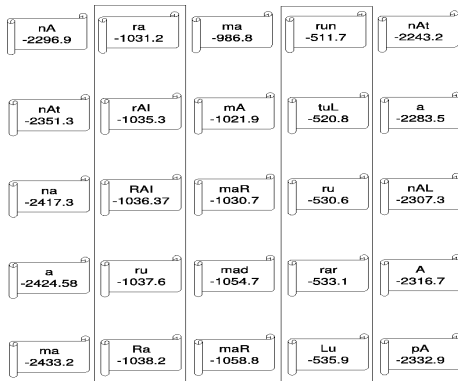 nA
-2296.9
ra
-1031.2
ma
-986.8
run
-511.7
nAt
-2243.2
nAt
-2351.3
rAI
-1035.3
mA
-1021.9
tuL
-520.8
a
-2283.5
na
-2417.3
RAI
-1036.37
maR
-1030.7
ru
-530.6
nAL
-2307.3
a
-2424.58
ru
-1037.6
mad
-1054.7
rar
-533.1
A
-2316.7
ma
-2433.2
Ra
-1038.2
maR
-1058.8
Lu
-535.9
pA
-2332.9